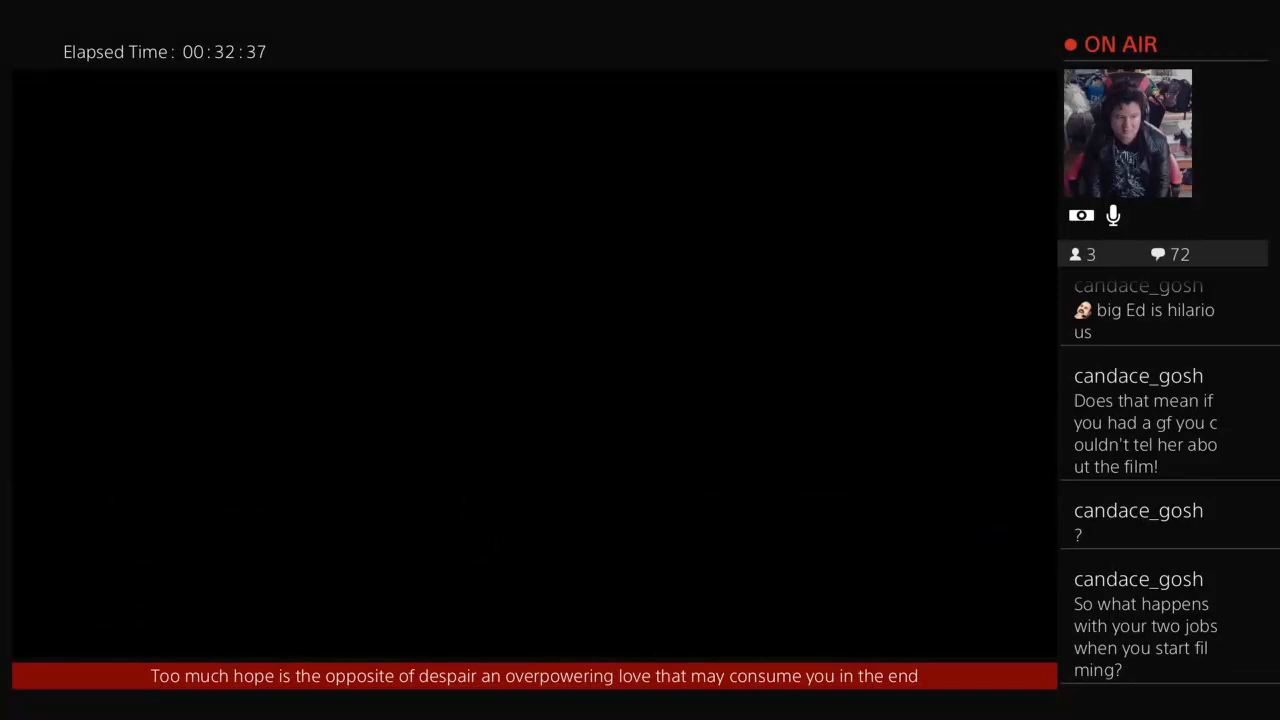 Elapsed Time: 00:32:37
ON AIR
3 72
candace_gosh
big Ed is hilario
us
candace_gosh
Does that mean if
you had a gf you c
ouldn't tel her abo
ut the film!
candace_gosh
?
candace_gosh
So what happens
with your two jobs
when you start fil
ming?
Too much hope is the opposite of despair an overpowering love that may consume you in the end